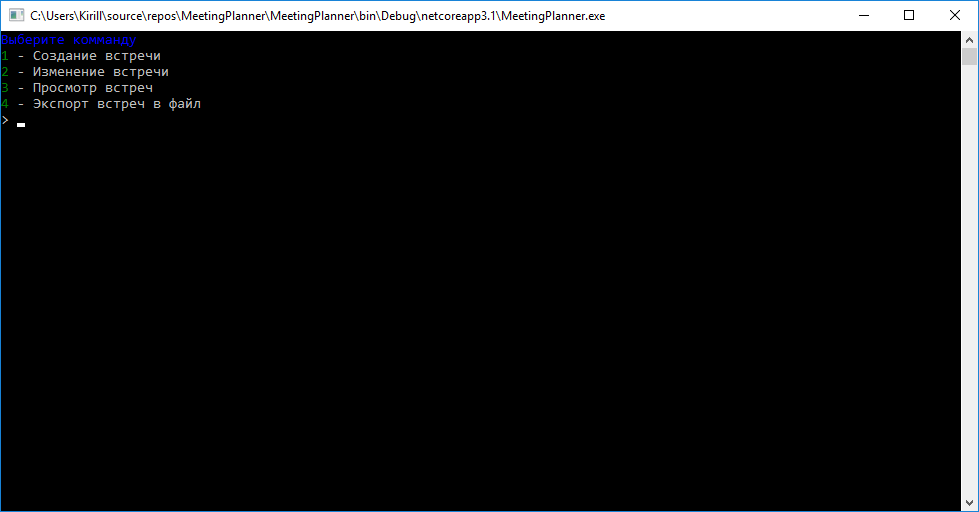 C:\Users\Kirill\source\repos\MeetingPlanner\MeetingPlanner\bin\Debug\netcoreapp3.1\MeetingPlanner.exe
Выберите комманду
1 - Создание встречи
2 - Изменение встречи
3 - Просмотр встреч
4 - Экспорт встреч в файл
>